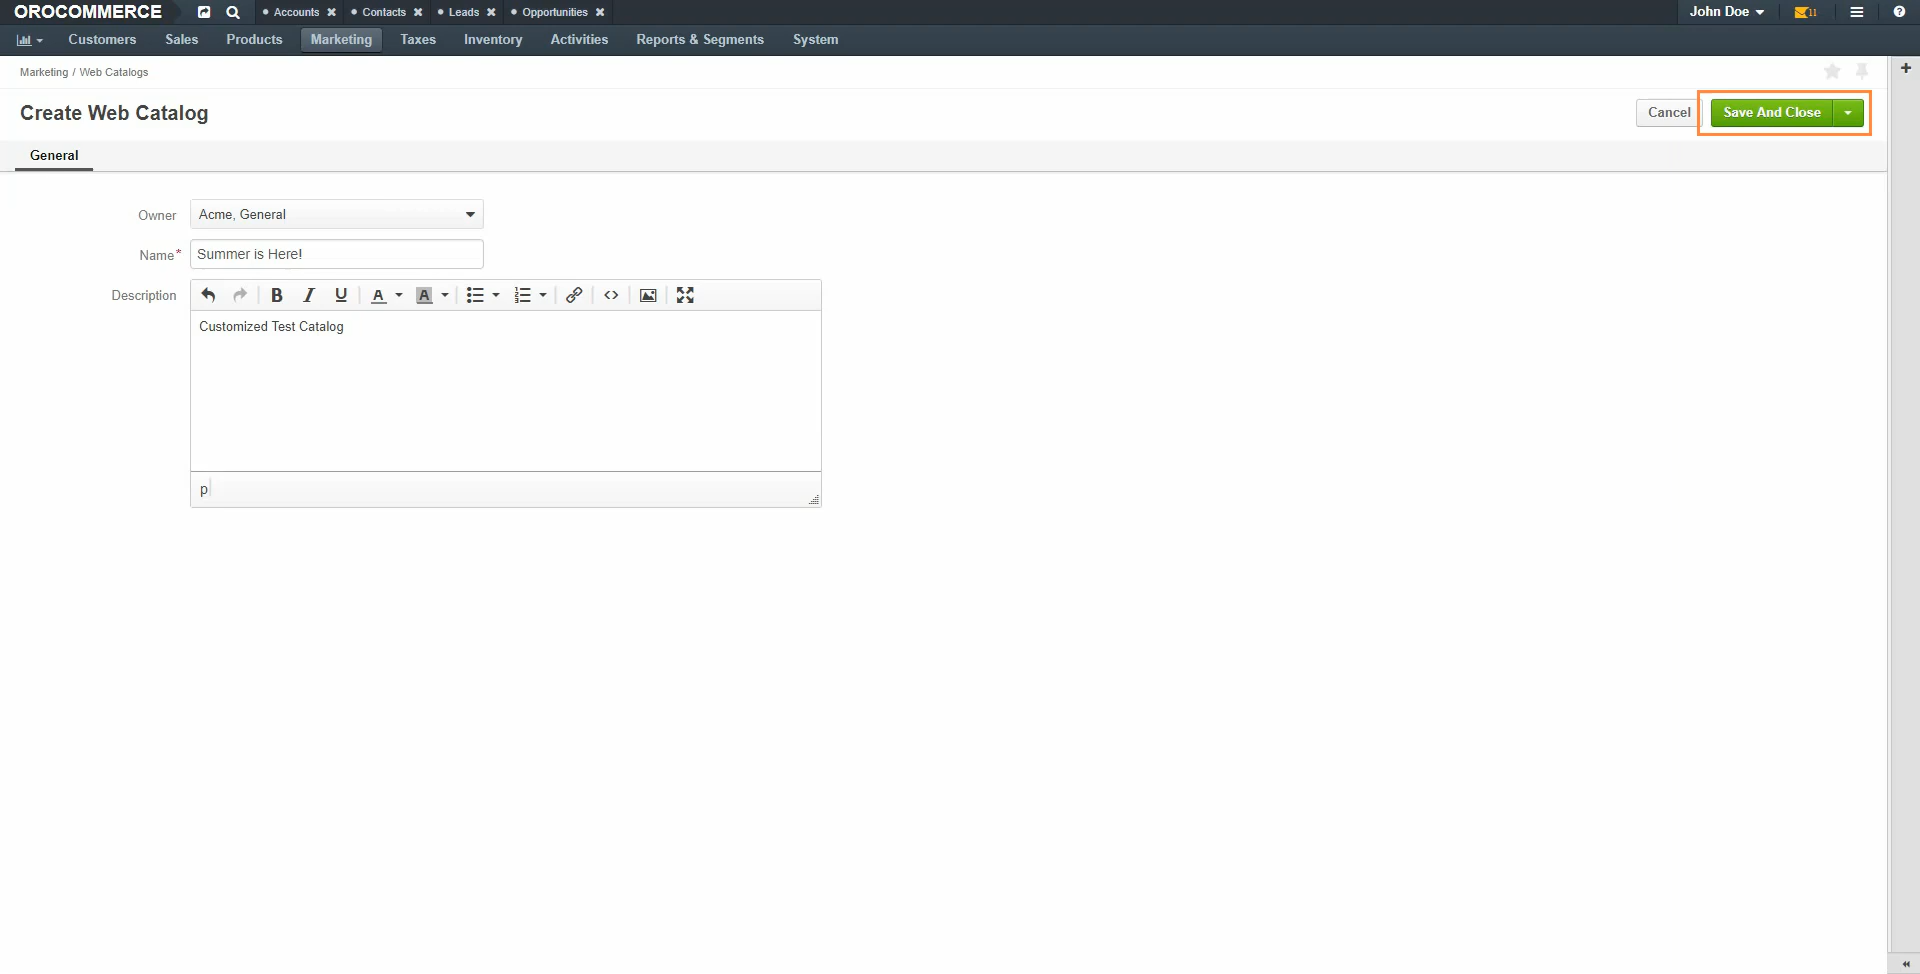 OROCOMMERCE Accounts Contacts Leads Opportunities John Doe 11
Customers Sales Products Marketing Taxes Inventory Activities Reports & Segments System
Marketing / Web Catalogs
Create Web Catalog Cancel Save And Close
General
Owner Acme, General
Name* Summer is Here!
Description B I U A A
Customized Test Catalog
p